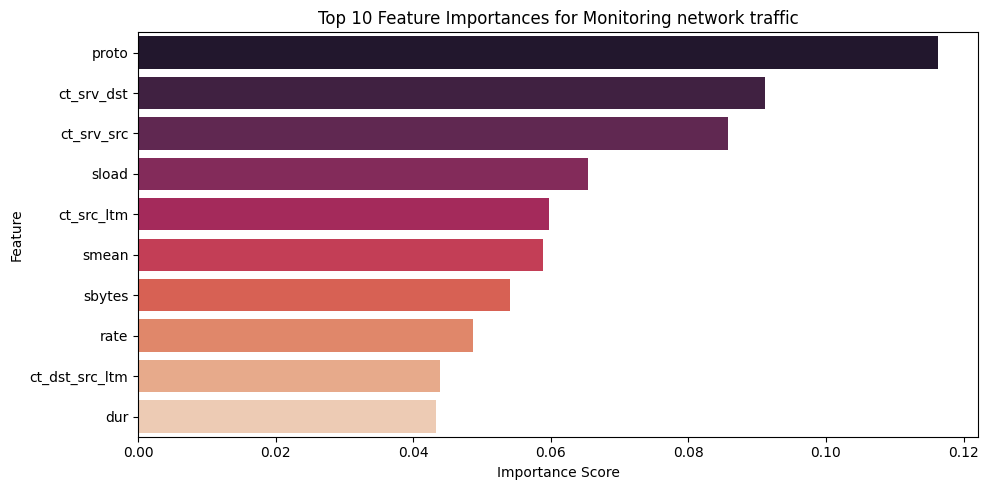 Top 10 Feature Importances for Monitoring network traffic
Feature
proto
ct_srv_dst
ct_srv_src
sload
ct_src_ltm
smean
sbytes
rate
ct_dst_src_ltm
dur
0.00 0.02 0.04 0.06 0.08 0.10 0.12
Importance Score